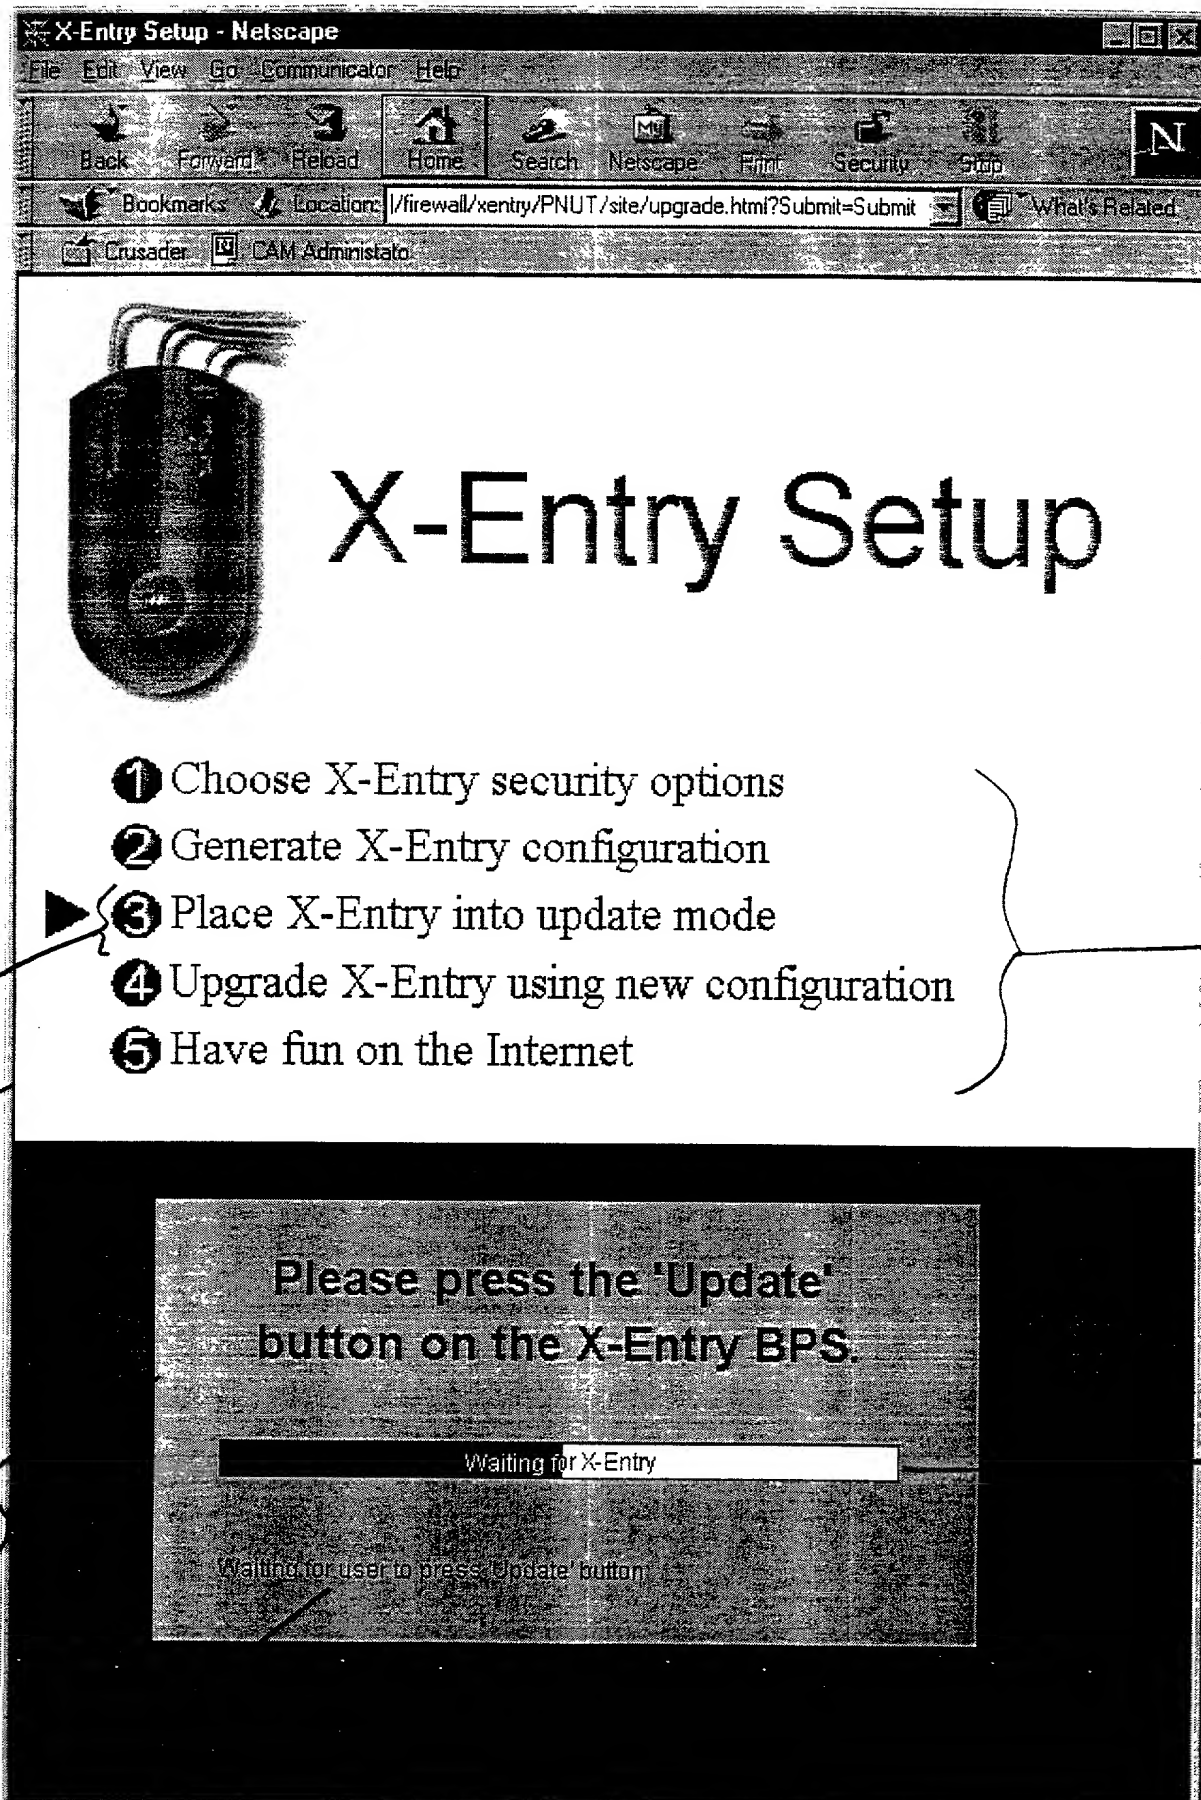 X-Entry Setup - Netscape
File Edit View Go Communicator Help
Back Forward Reload Home Search Netscape Print Security Stop
My
N
Bookmarks Location: |/firewall/xentry/PNUT/site/upgrade.html?Submit=Submit What's Related
Crusader CAM Administato
X-Entry Setup
1 Choose X-Entry security options
2 Generate X-Entry configuration
3 Place X-Entry into update mode
4 Upgrade X-Entry using new configuration
5 Have fun on the Internet
Please press the 'Update'
button on the X-Entry BPS.
Waiting for X-Entry
Waiting for user to press 'Update' button